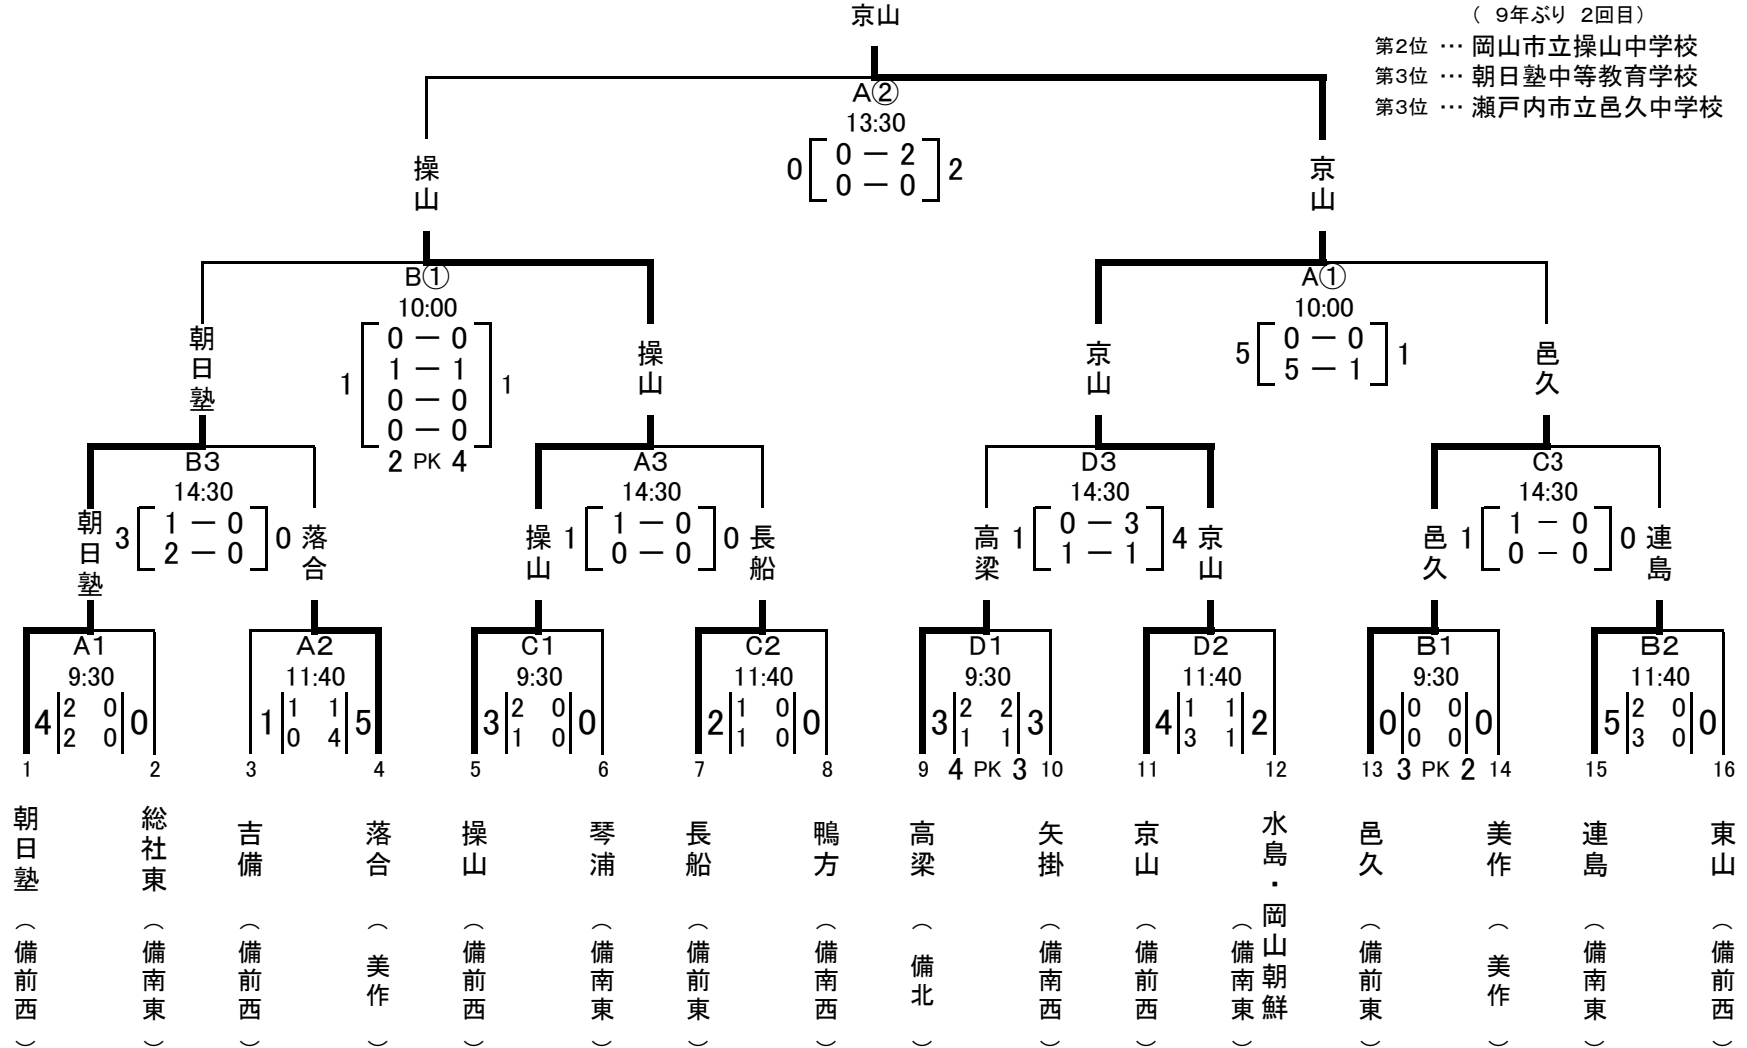 京山
( 9年ぶり 2回目)
第2位 … 岡山市立操山中学校
第3位 … 朝日塾中等教育学校
第3位 … 瀬戸内市立邑久中学校
A②
13:30
0 0 － 2 2
0 － 0
操山
京山
B①
10:00
0 － 0
1 1 － 1 1
0 － 0
0 － 0
2 PK 4
A①
10:00
5 0 － 0 1
5 － 1
朝日塾
操山
京山
邑久
B3
14:30
3 1 － 0 0
2 － 0
A3
14:30
1 1 － 0 0
0 － 0
D3
14:30
1 0 － 3 4
1 － 1
C3
14:30
1 1 － 0 0
0 － 0
朝日塾
落合
操山
長船
高梁
京山
邑久
連島
A1
9:30
4 2 0 0
2 0
A2
11:40
1 1 1 5
0 4
C1
9:30
3 2 0 0
1 0
C2
11:40
2 1 0 0
1 0
D1
9:30
3 2 2 3
1 1
4 PK 3
D2
11:40
4 1 1 2
3 1
B1
9:30
0 0 0 0
0 0
3 PK 2
B2
11:40
5 2 0 0
3 0
1 2 3 4 5 6 7 8 9 10 11 12 13 14 15 16
朝日塾
(備前西)
総社東
(備南東)
吉備
(備前西)
落合
(美作)
操山
(備前西)
琴浦
(備南東)
長船
(備前東)
鴨方
(備南西)
高梁
(備北)
矢掛
(備南西)
京山
(備前西)
水島・岡山朝鮮
(備南東)
邑久
(備前東)
美作
(美作)
連島
(備南東)
東山
(備前西)